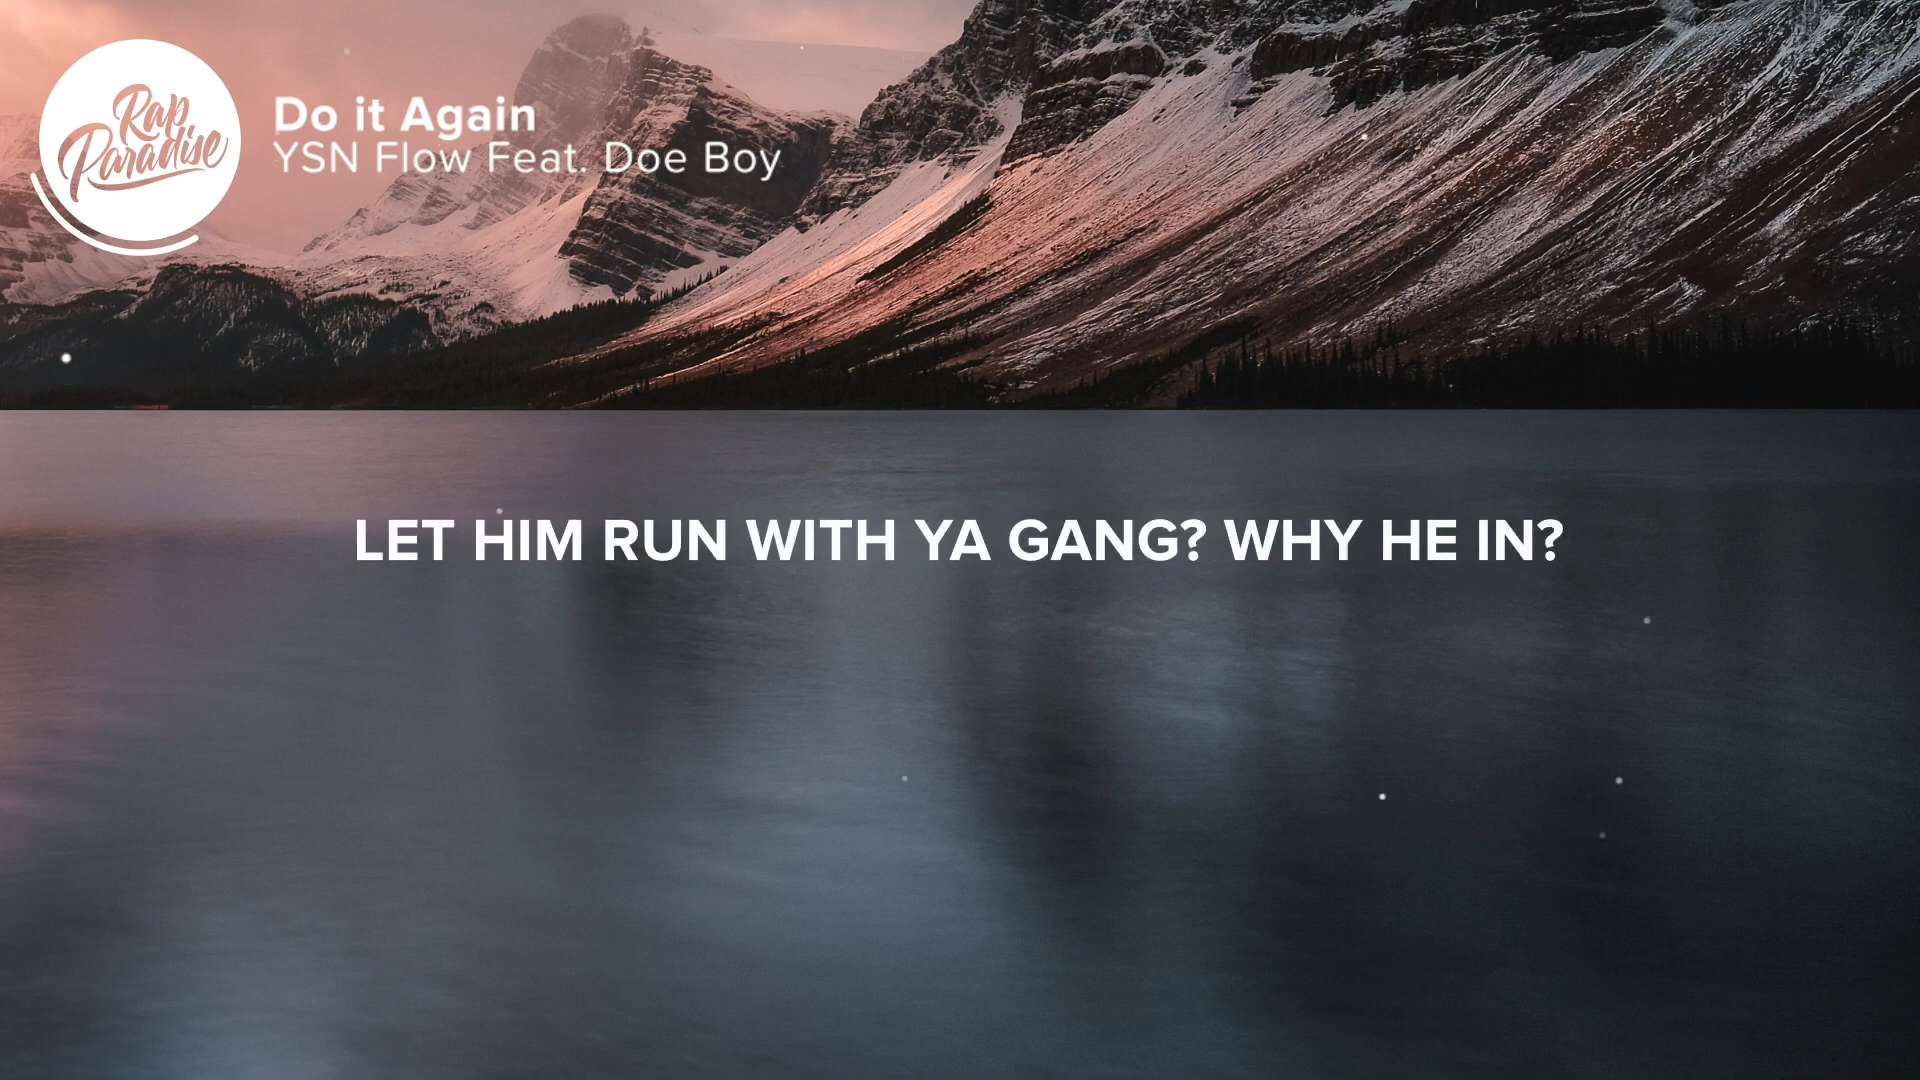 Rap
Paradise
Do it Again
YSN Flow Feat. Doe Boy
LET HIM RUN WITH YA GANG? WHY HE IN?